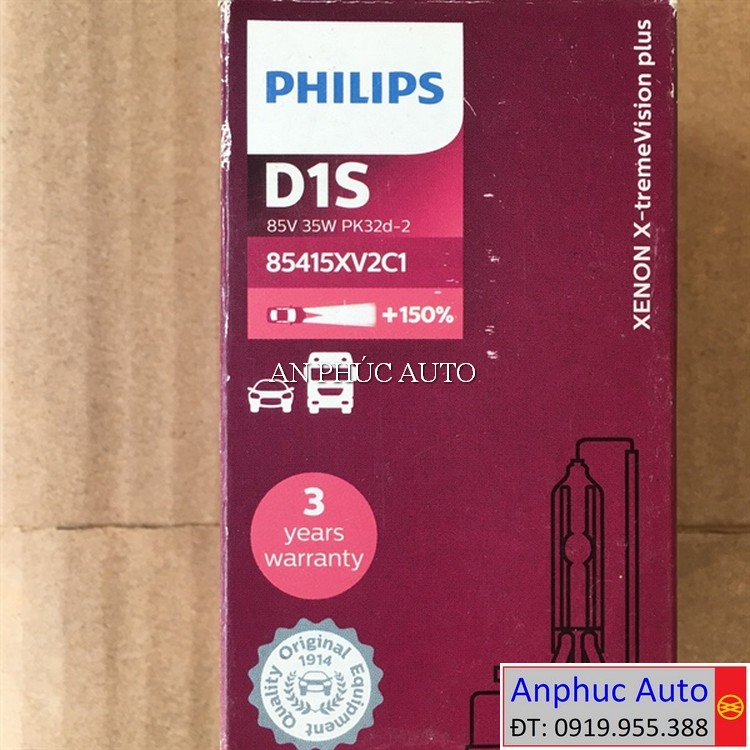 PHILIPS
D1S
85V 35W PK32d-2
85415XV2C1
+150%
XENON X-tremeVision plus
AN PHÚC AUTO
3
years
warranty
Original
Equipment
Quality
1914
Anphuc Auto
ĐT: 0919.955.388